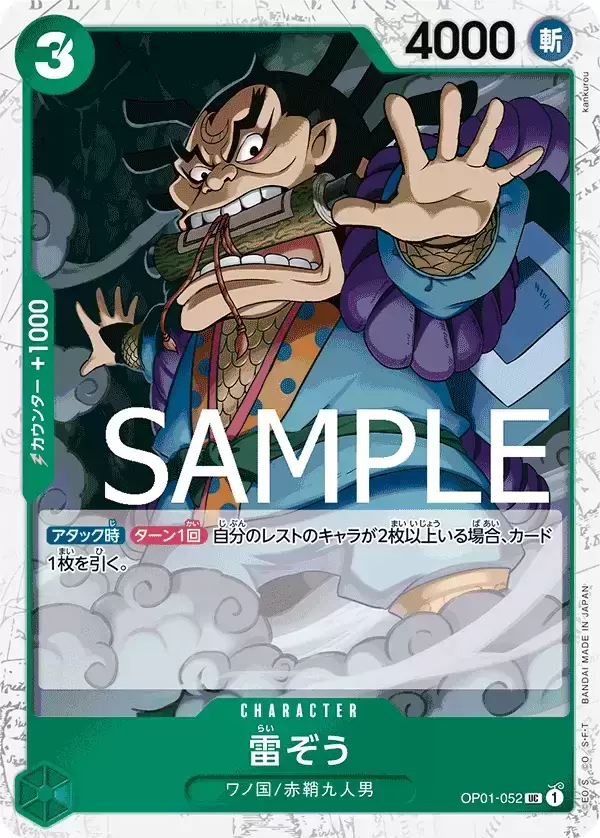 3
4000
斬
kankurou
カウンター +1000
SAMPLE
アタック時 ターン1回 自分のレストのキャラが2枚以上いる場合、カード
1枚を引く。
CHARACTER
雷ぞう
らい
ワノ国/赤鞘九人男
OP01-052 UC 1
©E.O./S.,©O./S.,F.,T. BANDAI MADE IN JAPAN